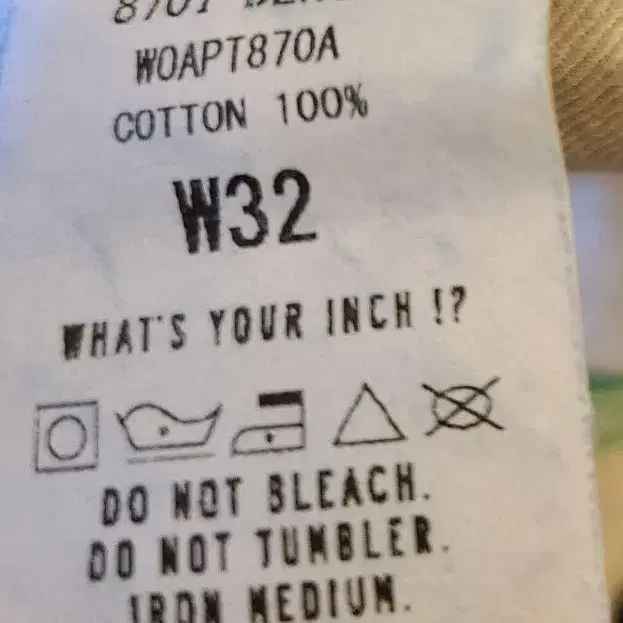 WOAPT870A
COTTON 100%
W32
WHAT'S YOUR INCH !?
DO NOT BLEACH.
DO NOT TUMBLER.
IRON MEDIUM.